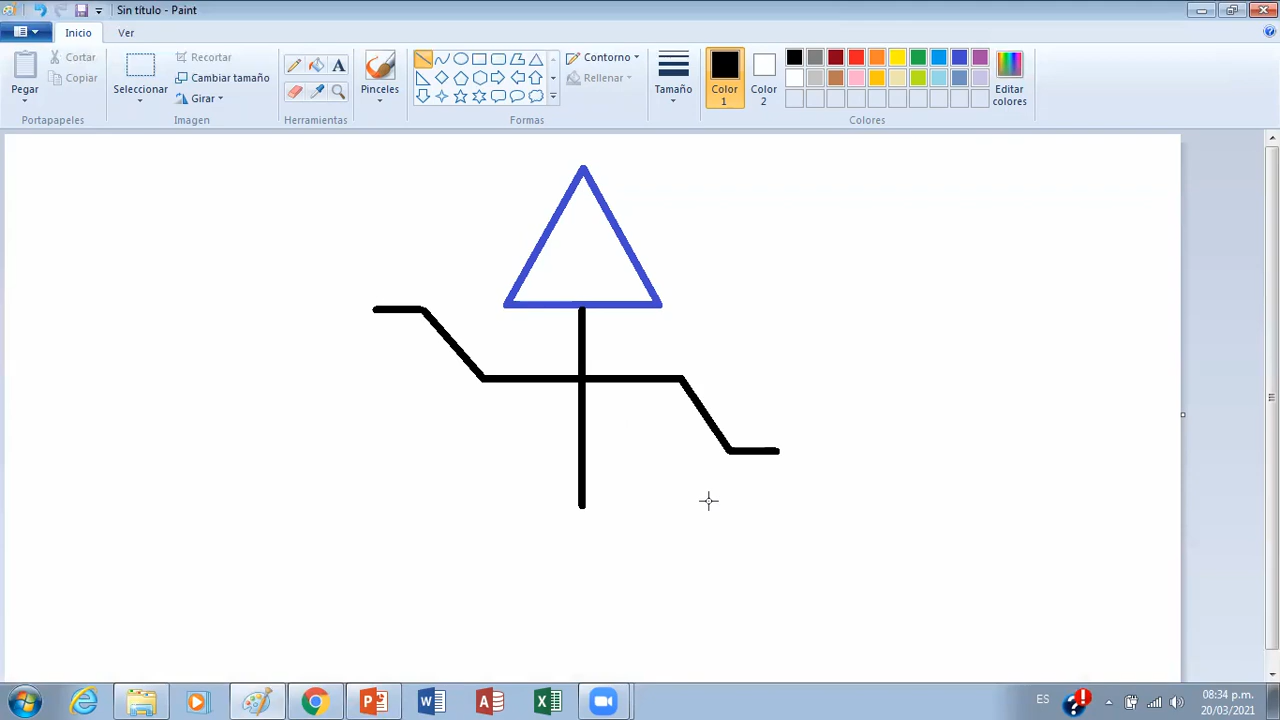 Sin título - Paint
Inicio Ver
Pegar
Cortar
Copiar
Portapapeles
Seleccionar
Recortar
Cambiar tamaño
Girar
Imagen
A
Herramientas
Pinceles
Contorno
Rellenar
Formas
Tamaño
Color
1
Color
2
Editar
colores
Colores
ES
08:34 p.m.
20/03/2021